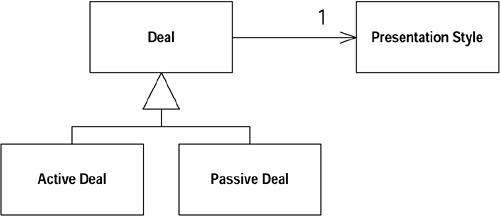 Deal
1
Presentation Style
Active Deal
Passive Deal